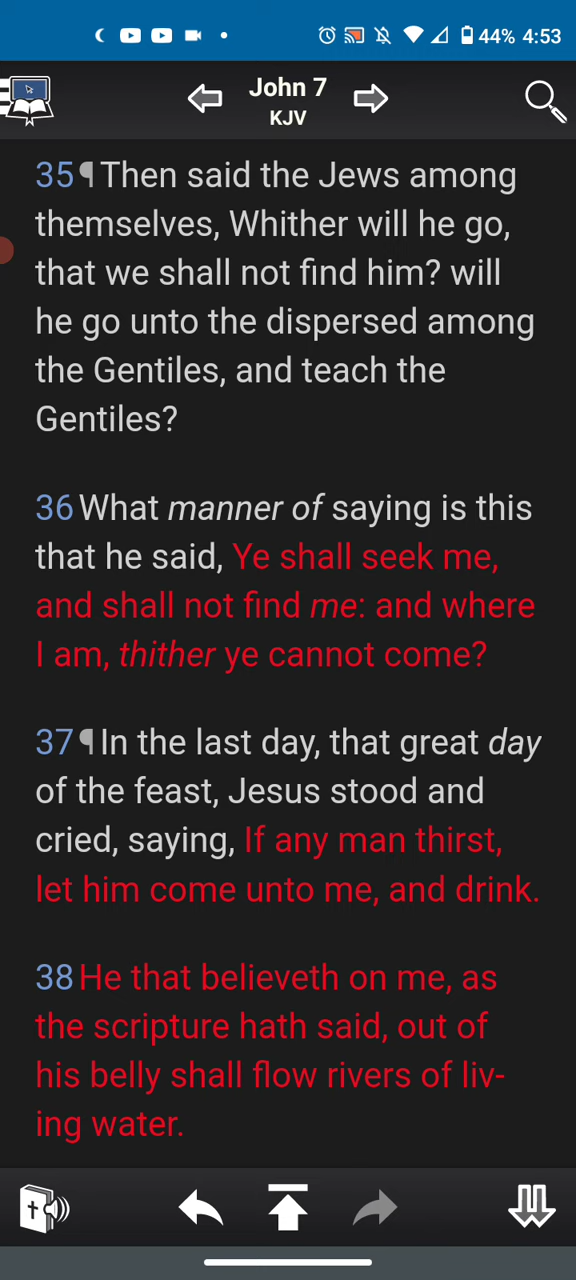 44% 4:53
John 7
KJV
35 ¶ Then said the Jews among
themselves, Whither will he go,
that we shall not find him? will
he go unto the dispersed among
the Gentiles, and teach the
Gentiles?
36 What manner of saying is this
that he said, Ye shall seek me,
and shall not find me: and where
I am, thither ye cannot come?
37 ¶ In the last day, that great day
of the feast, Jesus stood and
cried, saying, If any man thirst,
let him come unto me, and drink.
38 He that believeth on me, as
the scripture hath said, out of
his belly shall flow rivers of liv-
ing water.